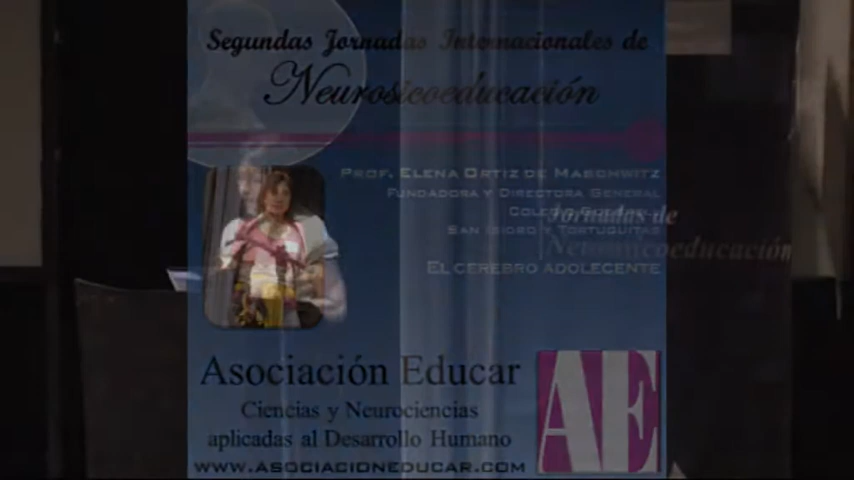 Segundas Jornadas Internacionales de
Neurosicoeducación
Prof. Elena Ortiz de Maschwitz
Fundadora y Directora General
San Isidro y Tortuguitas
El cerebro adolecente
Jornadas de
Neurosicoeducación
Asociación Educar
Ciencias y Neurociencias
aplicadas al Desarrollo Humano
www.asociacioneducar.com
AE